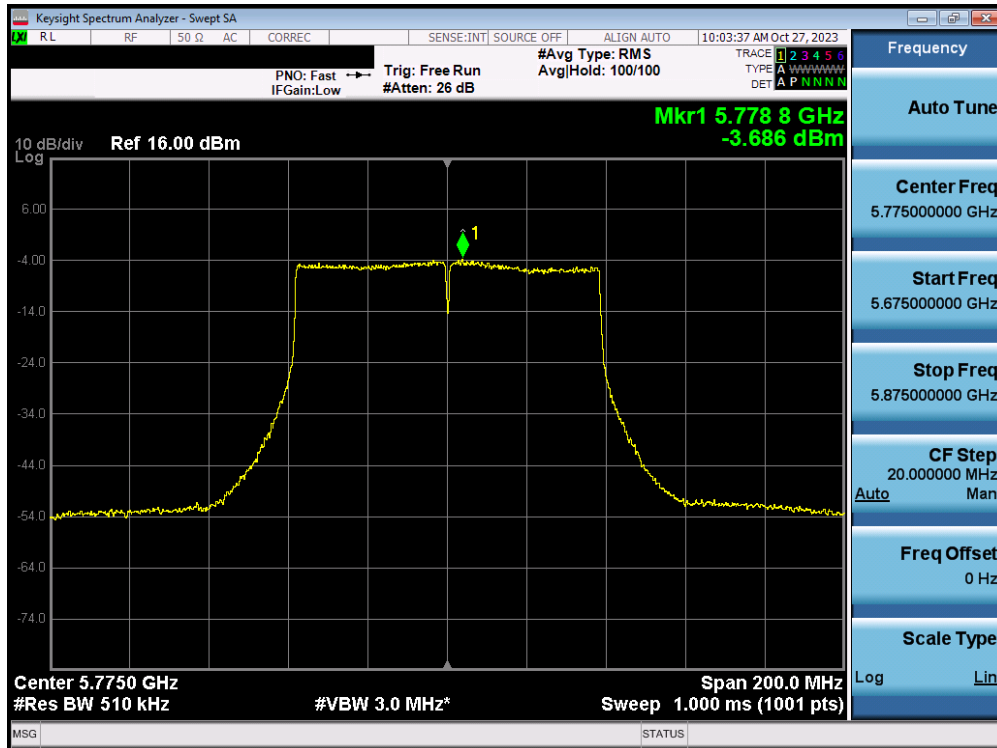 Keysight Spectrum Analyzer - Swept SA
LXI RL RF 50 Ω AC CORREC SENSE:INT SOURCE OFF ALIGN AUTO 10:03:37 AM Oct 27, 2023
PNO: Fast
IFGain:Low
Trig: Free Run
#Atten: 26 dB
#Avg Type: RMS
Avg|Hold: 100/100
TRACE 1 2 3 4 5 6
TYPE A WWWWW
DET A P N N N N
Mkr1 5.778 8 GHz
-3.686 dBm
10 dB/div Ref 16.00 dBm
Log
1
6.00
-4.00
-14.0
-24.0
-34.0
-44.0
-54.0
-64.0
-74.0
Center 5.7750 GHz Span 200.0 MHz
#Res BW 510 kHz #VBW 3.0 MHz* Sweep 1.000 ms (1001 pts)
MSG STATUS
Frequency
Auto Tune
Center Freq
5.775000000 GHz
Start Freq
5.675000000 GHz
Stop Freq
5.875000000 GHz
CF Step
20.000000 MHz
Auto Man
Freq Offset
0 Hz
Scale Type
Log Lin